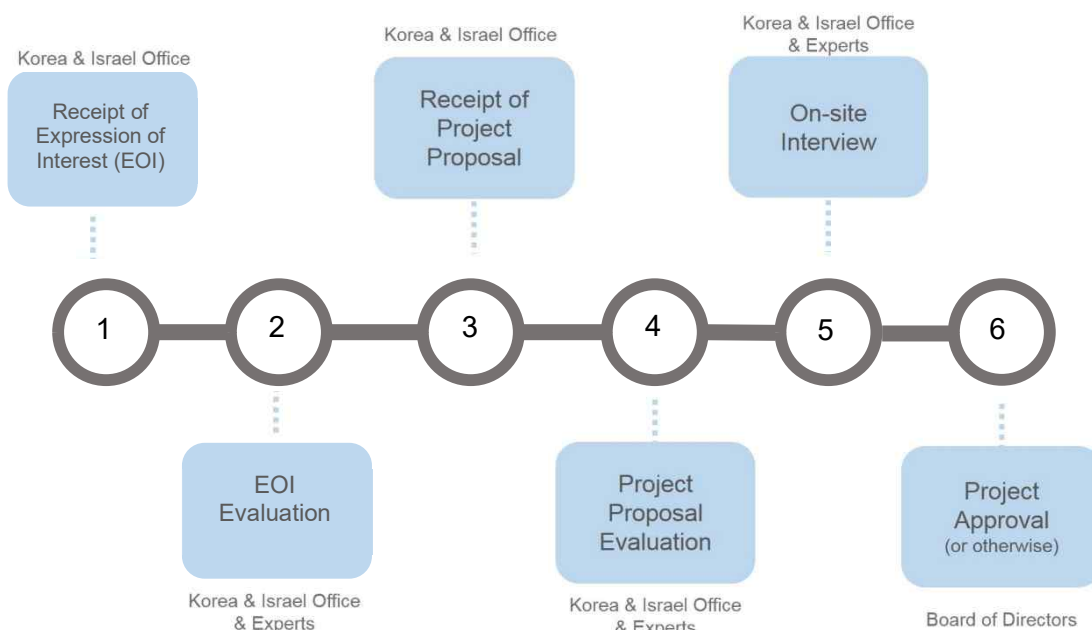 Korea & Israel Office
Receipt of
Expression of
Interest (EOI)
Korea & Israel Office
Receipt of
Project
Proposal
Korea & Israel Office
& Experts
On-site
Interview
1
2
3
4
5
6
EOI
Evaluation
Korea & Israel Office
& Experts
Project
Proposal
Evaluation
Korea & Israel Office
& Experts
Project
Approval
(or otherwise)
Board of Directors